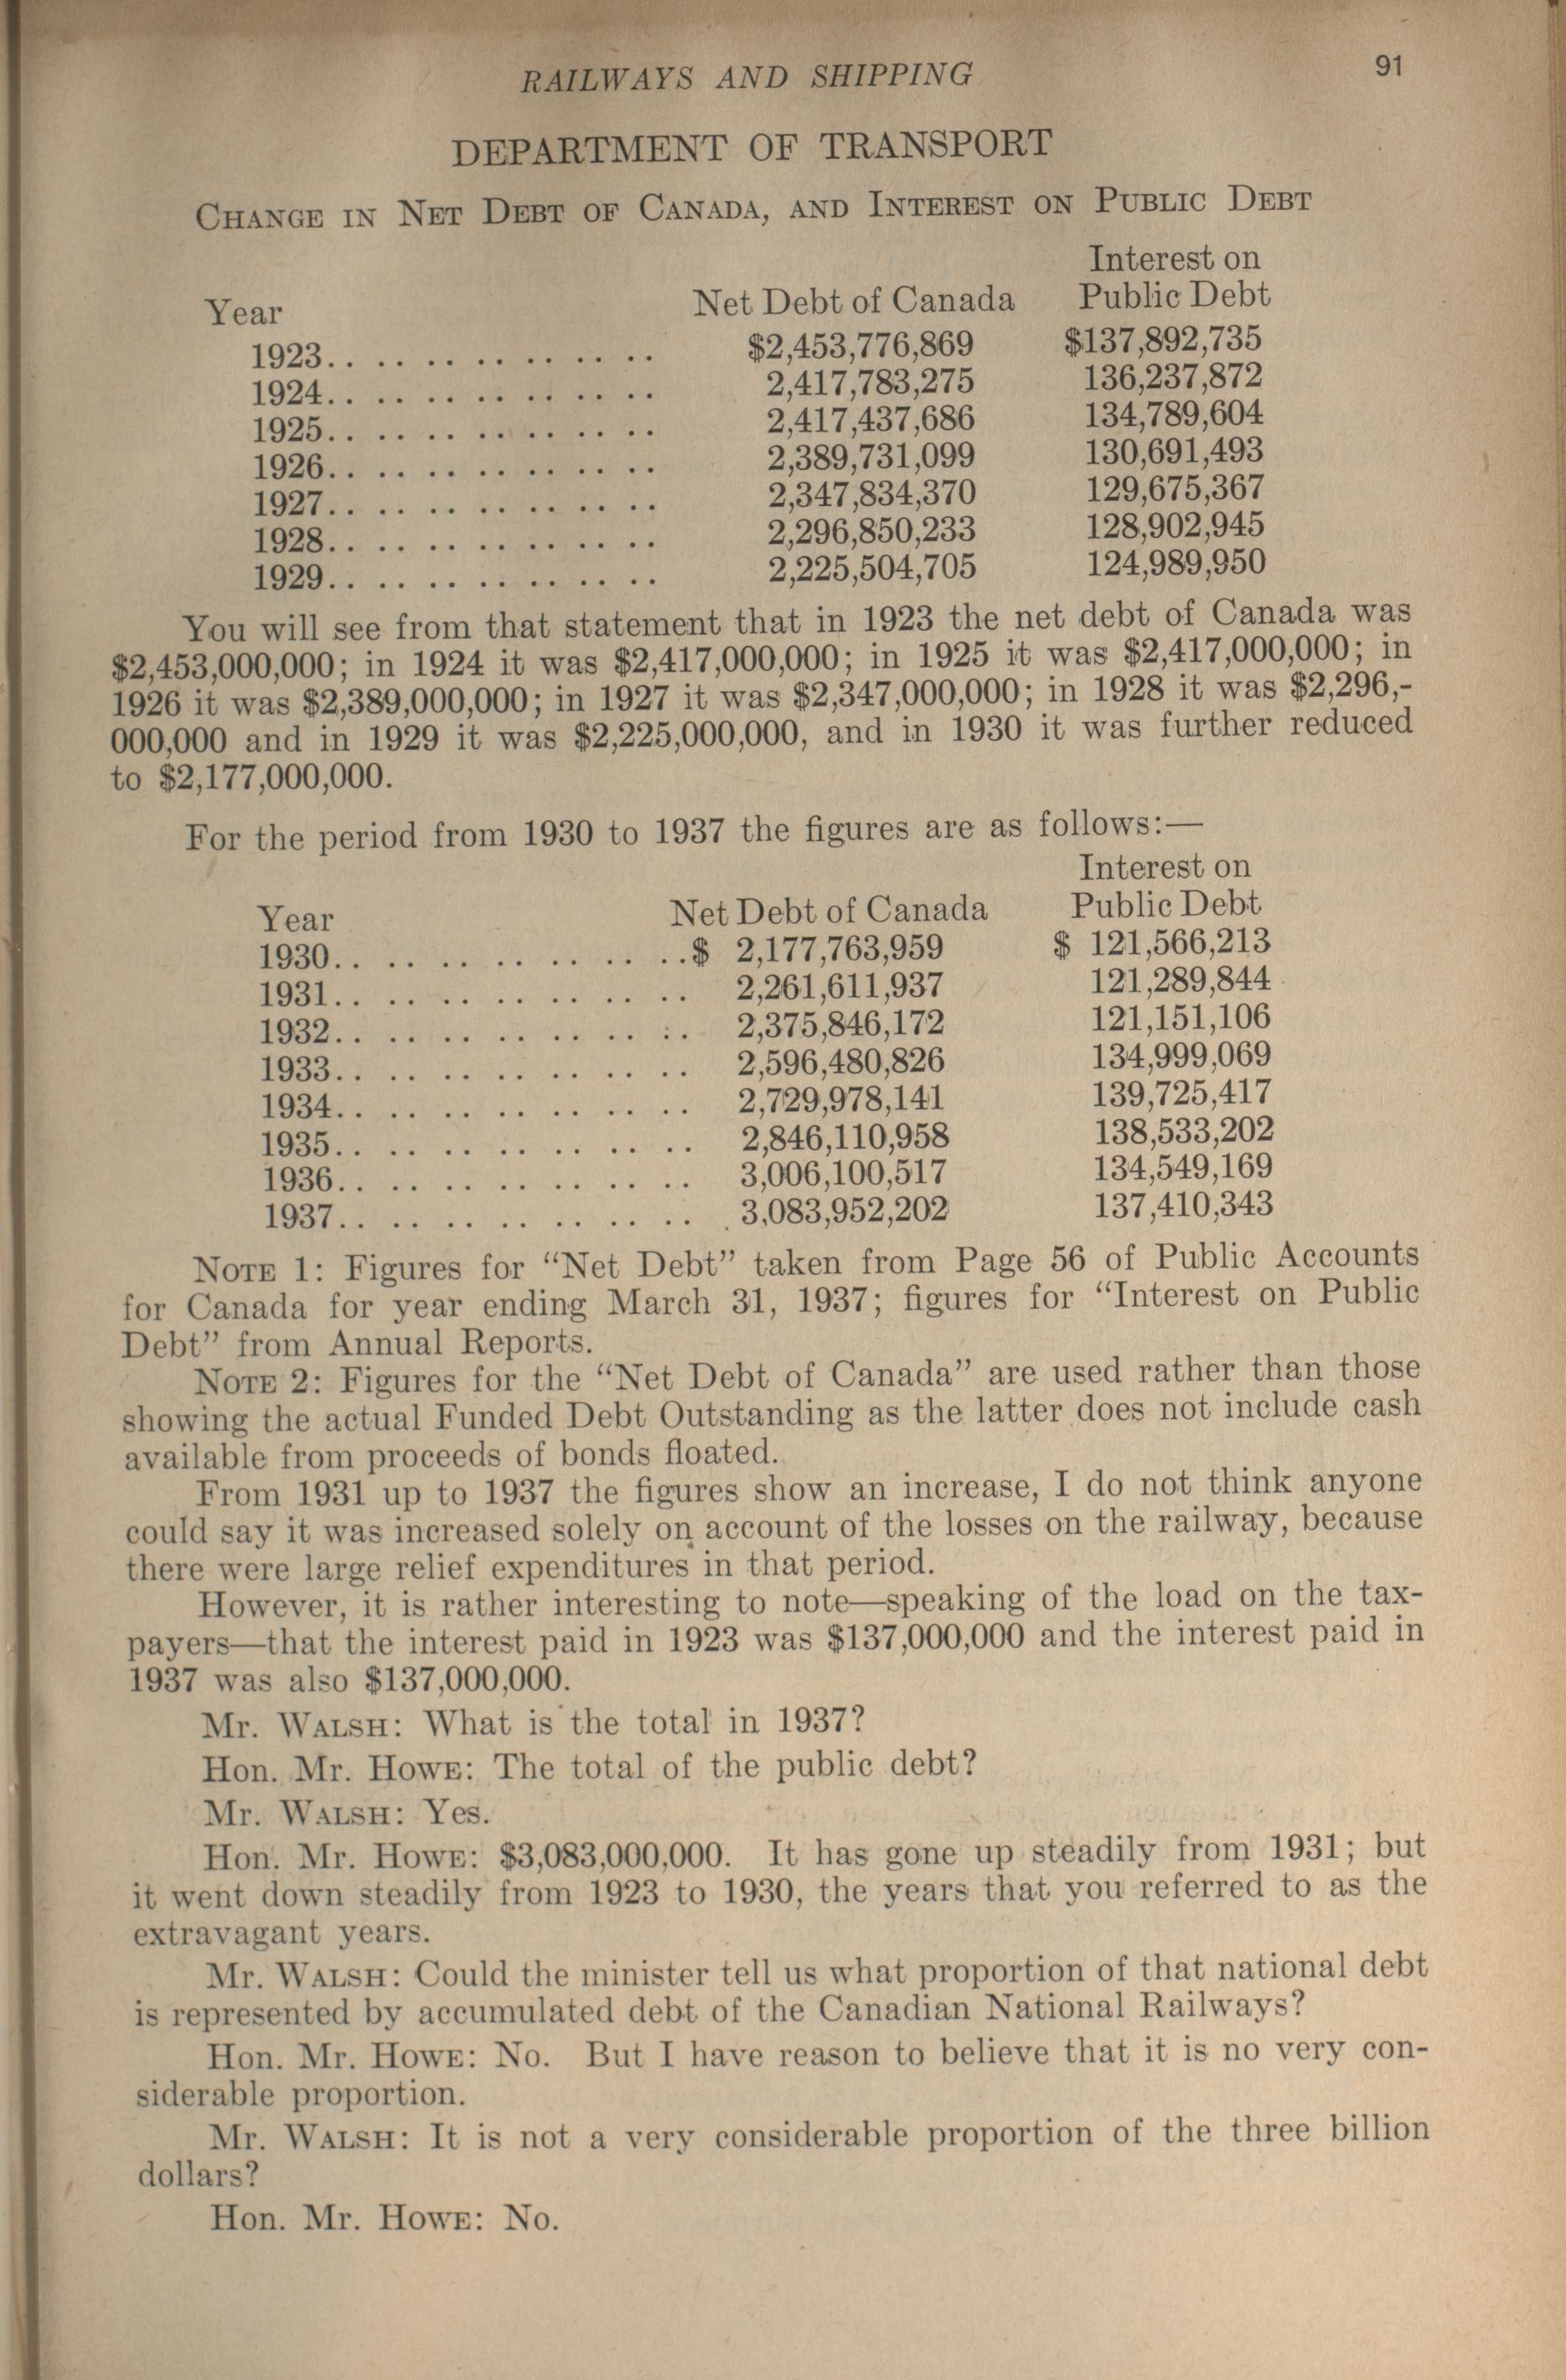 RAILWAYS AND SHIPPING 91
DEPARTMENT OF TRANSPORT
CHANGE IN NET DEBT OF CANADA, AND INTEREST ON PUBLIC DEBT
Interest on
Year Net Debt of Canada Public Debt
1923.. .. .. .. .. .. .. $2,453,776,869 $137,892,735
1924.. .. .. .. .. .. .. 2,417,783,275 136,237,872
1925.. .. .. .. .. .. .. 2,417,437,686 134,789,604
1926.. .. .. .. .. .. .. 2,389,731,099 130,691,493
1927.. .. .. .. .. .. .. 2,347,834,370 129,675,367
1928.. .. .. .. .. .. .. 2,296,850,233 128,902,945
1929.. .. .. .. .. .. .. 2,225,504,705 124,989,950
You will see from that statement that in 1923 the net debt of Canada was
$2,453,000,000; in 1924 it was $2,417,000,000; in 1925 it was $2,417,000,000; in
1926 it was $2,389,000,000; in 1927 it was $2,347,000,000; in 1928 it was $2,296,-
000,000 and in 1929 it was $2,225,000,000, and in 1930 it was further reduced
to $2,177,000,000.
For the period from 1930 to 1937 the figures are as follows:—
Interest on
Year Net Debt of Canada Public Debt
1930.. .. .. .. .. .. ..$ 2,177,763,959 $ 121,566,213
1931.. .. .. .. .. .. .. 2,261,611,937 121,289,844
1932.. .. .. .. .. .. .. 2,375,846,172 121,151,106
1933.. .. .. .. .. .. .. 2,596,480,826 134,999,069
1934.. .. .. .. .. .. .. 2,729,978,141 139,725,417
1935.. .. .. .. .. .. .. 2,846,110,958 138,533,202
1936.. .. .. .. .. .. .. 3,006,100,517 134,549,169
1937.. .. .. .. .. .. .. 3,083,952,202 137,410,343
NOTE 1: Figures for "Net Debt" taken from Page 56 of Public Accounts
for Canada for year ending March 31, 1937; figures for "Interest on Public
Debt" from Annual Reports.
NOTE 2: Figures for the "Net Debt of Canada" are used rather than those
showing the actual Funded Debt Outstanding as the latter does not include cash
available from proceeds of bonds floated.
From 1931 up to 1937 the figures show an increase, I do not think anyone
could say it was increased solely on account of the losses on the railway, because
there were large relief expenditures in that period.
However, it is rather interesting to note—speaking of the load on the tax-
payers—that the interest paid in 1923 was $137,000,000 and the interest paid in
1937 was also $137,000,000.
Mr. WALSH: What is the total in 1937?
Hon. Mr. HOWE: The total of the public debt?
Mr. WALSH: Yes.
Hon. Mr. HOWE: $3,083,000,000. It has gone up steadily from 1931; but
it went down steadily from 1923 to 1930, the years that you referred to as the
extravagant years.
Mr. WALSH: Could the minister tell us what proportion of that national debt
is represented by accumulated debt of the Canadian National Railways?
Hon. Mr. HOWE: No. But I have reason to believe that it is no very con-
siderable proportion.
Mr. WALSH: It is not a very considerable proportion of the three billion
dollars?
Hon. Mr. HOWE: No.